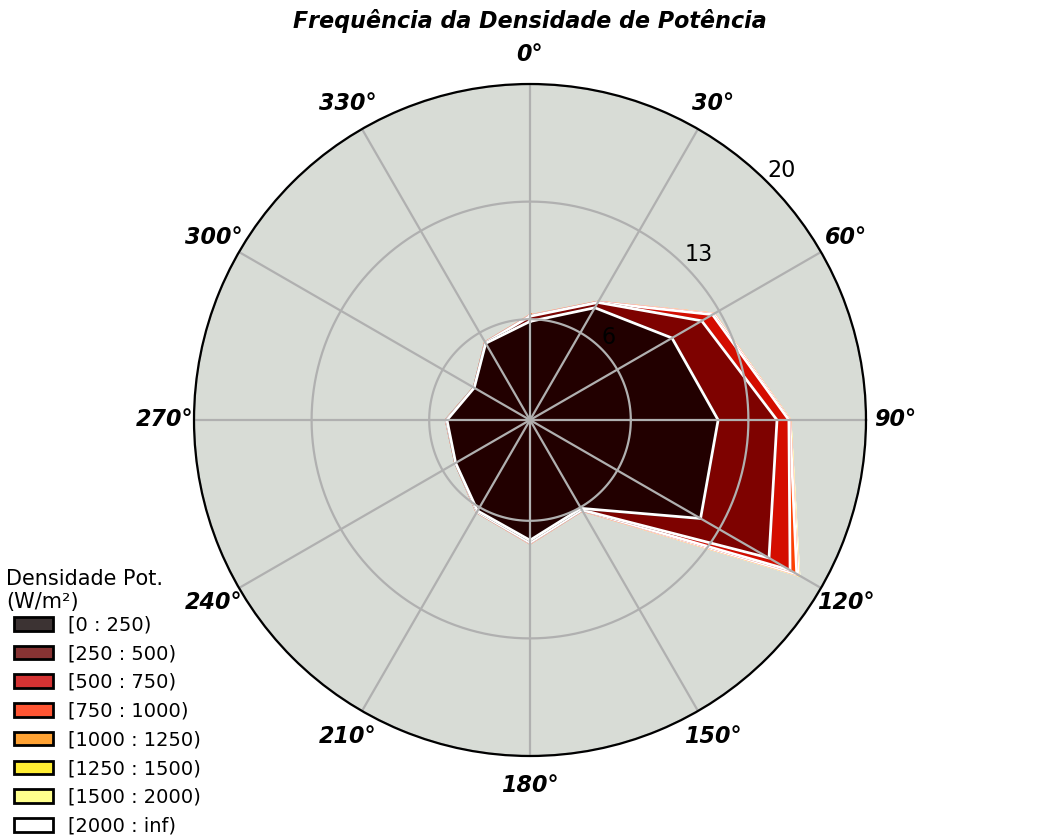 Frequência da Densidade de Potência
0°
330°
30°
20
300°
60°
13
6
270°
90°
Densidade Pot.
(W/m²)
240°
120°
[0 : 250)
[250 : 500)
[500 : 750)
[750 : 1000)
210°
150°
[1000 : 1250)
[1250 : 1500)
180°
[1500 : 2000)
[2000 : inf)